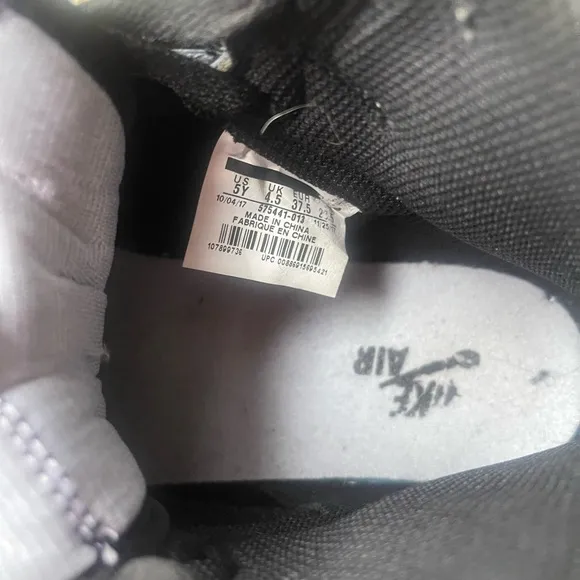 US UK EUR
5Y 4.5 37.5
10/04/17 575441-013
MADE IN CHINA
FABRIQUE EN CHINE
107899736
UPC 00886915695421
NIKE
AIR